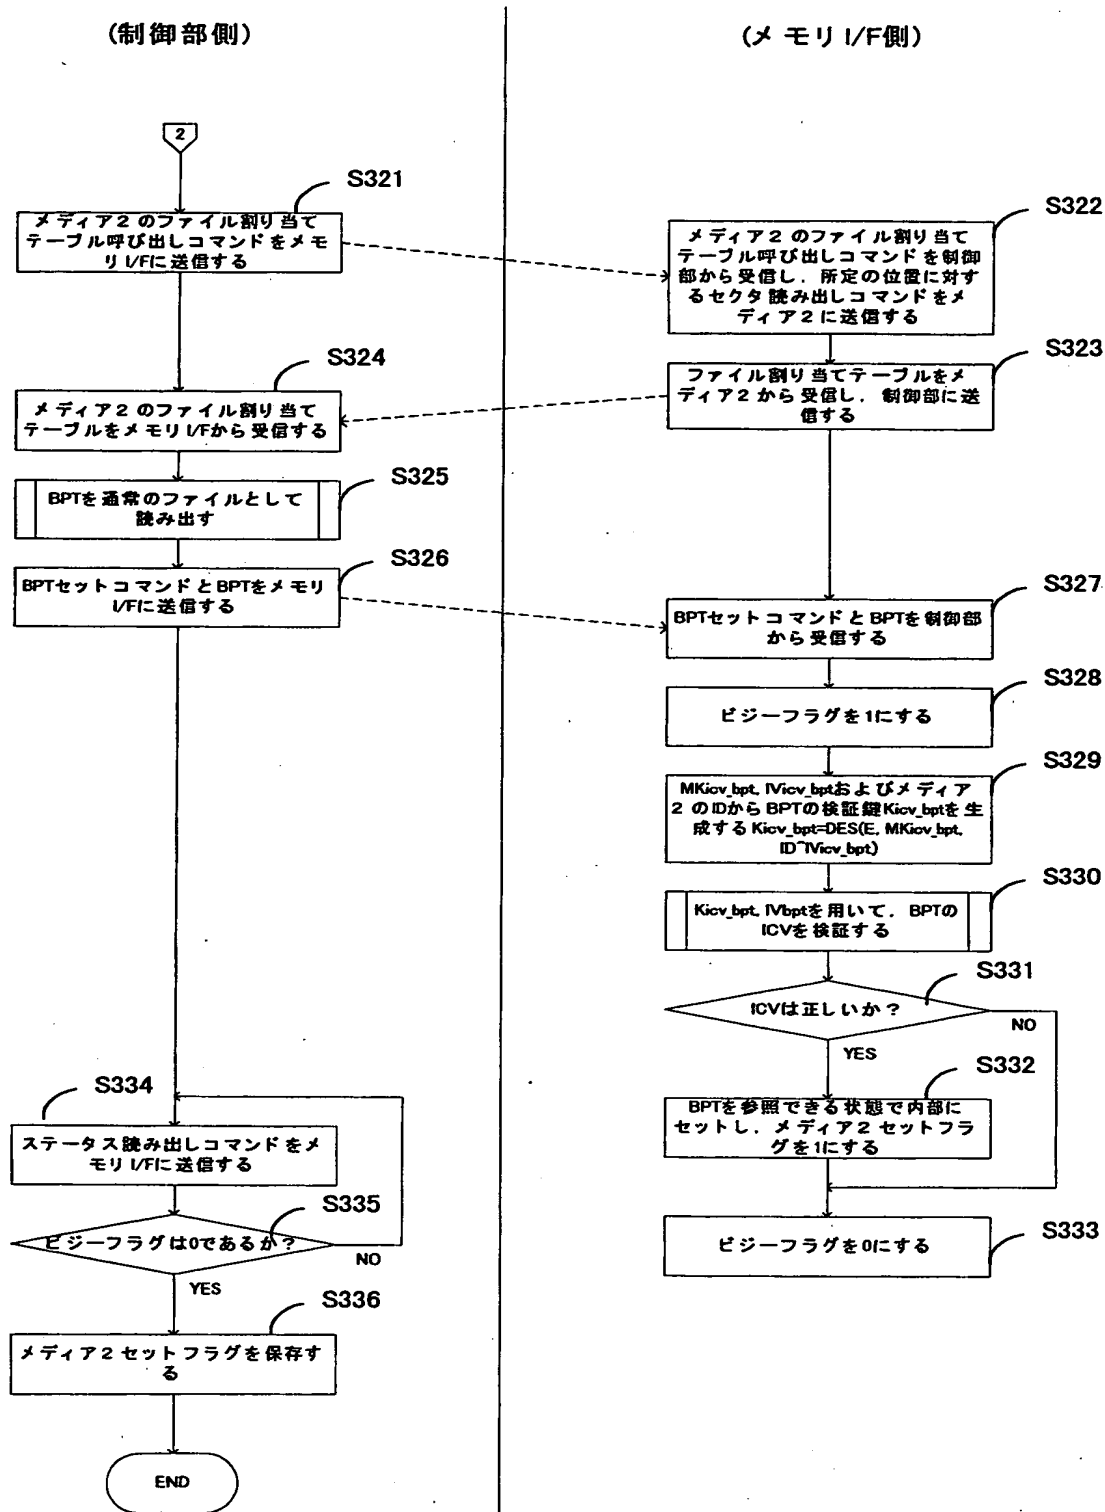 (制御部側)
2
S321
メディア2のファイル割り当て
テーブル呼び出しコマンドをメモ
リI/Fに送信する
S324
メディア2のファイル割り当て
テーブルをメモリI/Fから受信する
S325
BPTを通常のファイルとして
読み出す
S326
BPTセットコマンドとBPTをメモリ
I/Fに送信する
S334
ステータス読み出しコマンドをメ
モリI/Fに送信する
S335
ビジーフラグは0であるか?
NO
YES
S336
メディア2セットフラグを保存す
る
END
(メモリI/F側)
S322
メディア2のファイル割り当て
テーブル呼び出しコマンドを制御
部から受信し、所定の位置に対す
るセクタ読み出しコマンドをメ
ディア2に送信する
S323
ファイル割り当てテーブルをメ
ディア2から受信し、制御部に送
信する
S327
BPTセットコマンドとBPTを制御部
から受信する
S328
ビジーフラグを1にする
S329
MKicv_bpt, IVicv_bptおよびメディア
2のIDからBPTの検証鍵Kicv_bptを生
成するKicv_bpt=DES(E, MKicv_bpt,
ID^IVicv_bpt)
S330
Kicv_bpt, IVbptを用いて、BPTの
ICVを検証する
S331
ICVは正しいか?
NO
YES
S332
BPTを参照できる状態で内部に
セットし、メディア2セットフラ
グを1にする
S333
ビジーフラグを0にする